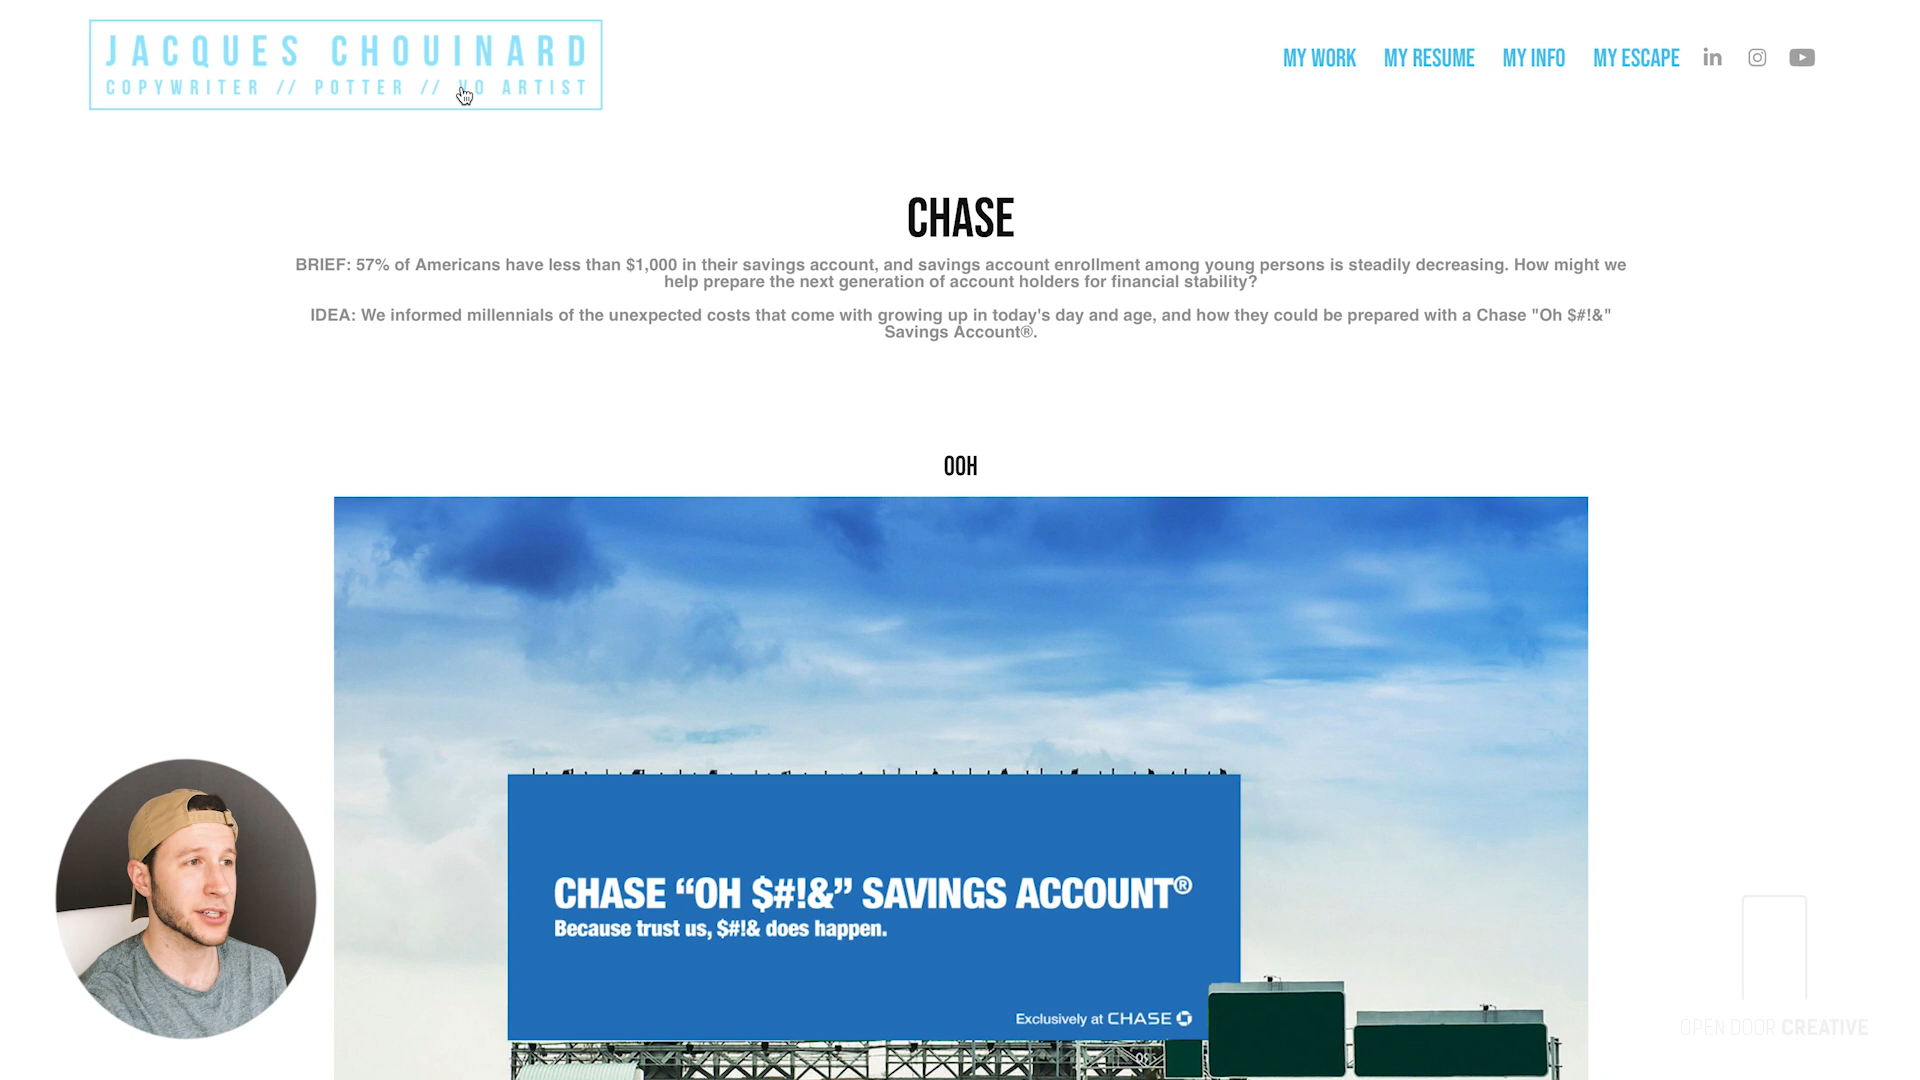 JACQUES CHOUINARD
COPYWRITER // POTTER // VO ARTIST
MY WORK MY RESUME MY INFO MY ESCAPE in
CHASE
BRIEF: 57% of Americans have less than $1,000 in their savings account, and savings account enrollment among young persons is steadily decreasing. How might we
help prepare the next generation of account holders for financial stability?
IDEA: We informed millennials of the unexpected costs that come with growing up in today's day and age, and how they could be prepared with a Chase "Oh $#!&"
Savings Account®.
OOH
CHASE “OH $#!&” SAVINGS ACCOUNT®
Because trust us, $#!& does happen.
Exclusively at CHASE
OPEN DOOR CREATIVE